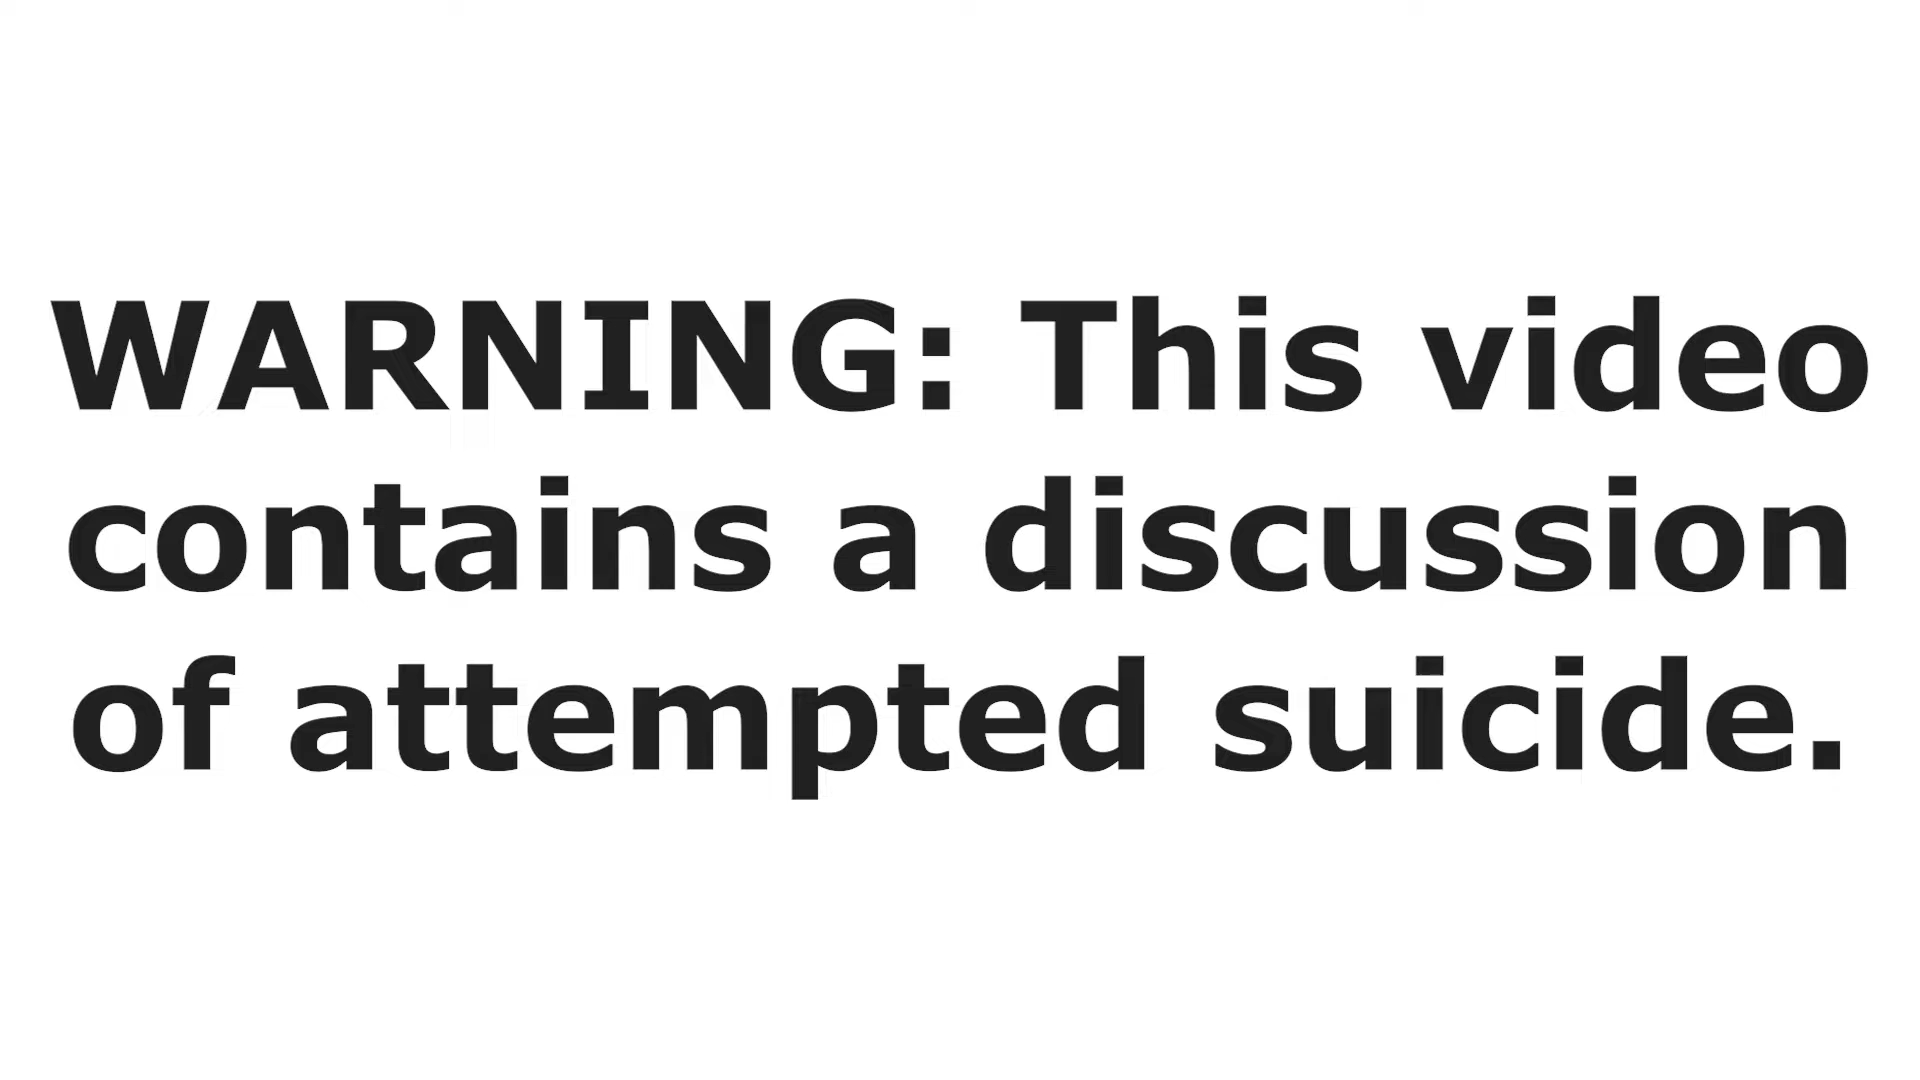 WARNING: This video
contains a discussion
of attempted suicide.